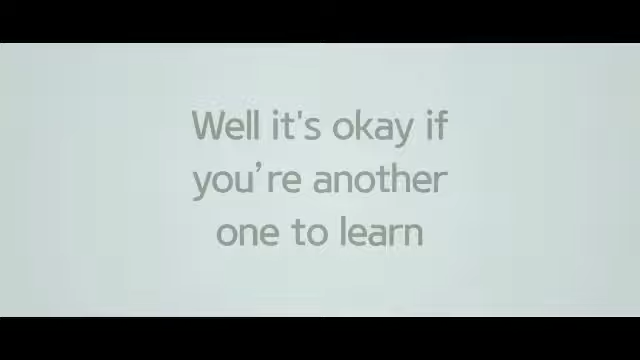 Well it's okay if
you’re another
one to learn